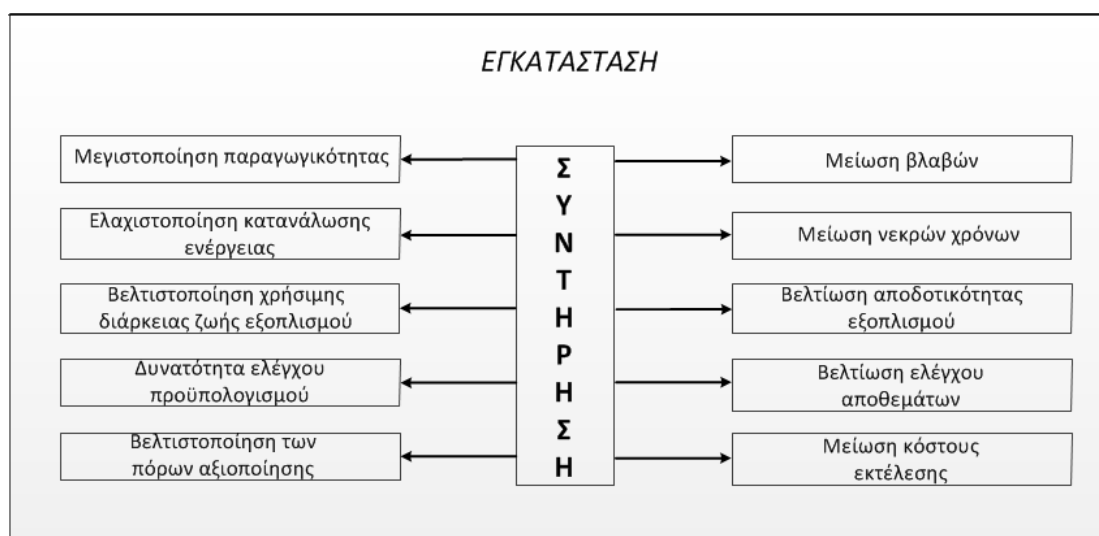 ΕΓΚΑΤΑΣΤΑΣΗ
Μεγιστοποίηση παραγωγικότητας
Ελαχιστοποίηση κατανάλωσης
ενέργειας
Βελτιστοποίηση χρήσιμης
διάρκειας ζωής εξοπλισμού
Δυνατότητα ελέγχου
προϋπολογισμού
Βελτιστοποίηση των
πόρων αξιοποίησης
Σ
Υ
Ν
Τ
Η
Ρ
Η
Σ
Η
Μείωση βλαβών
Μείωση νεκρών χρόνων
Βελτίωση αποδοτικότητας
εξοπλισμού
Βελτίωση ελέγχου
αποθεμάτων
Μείωση κόστους
εκτέλεσης